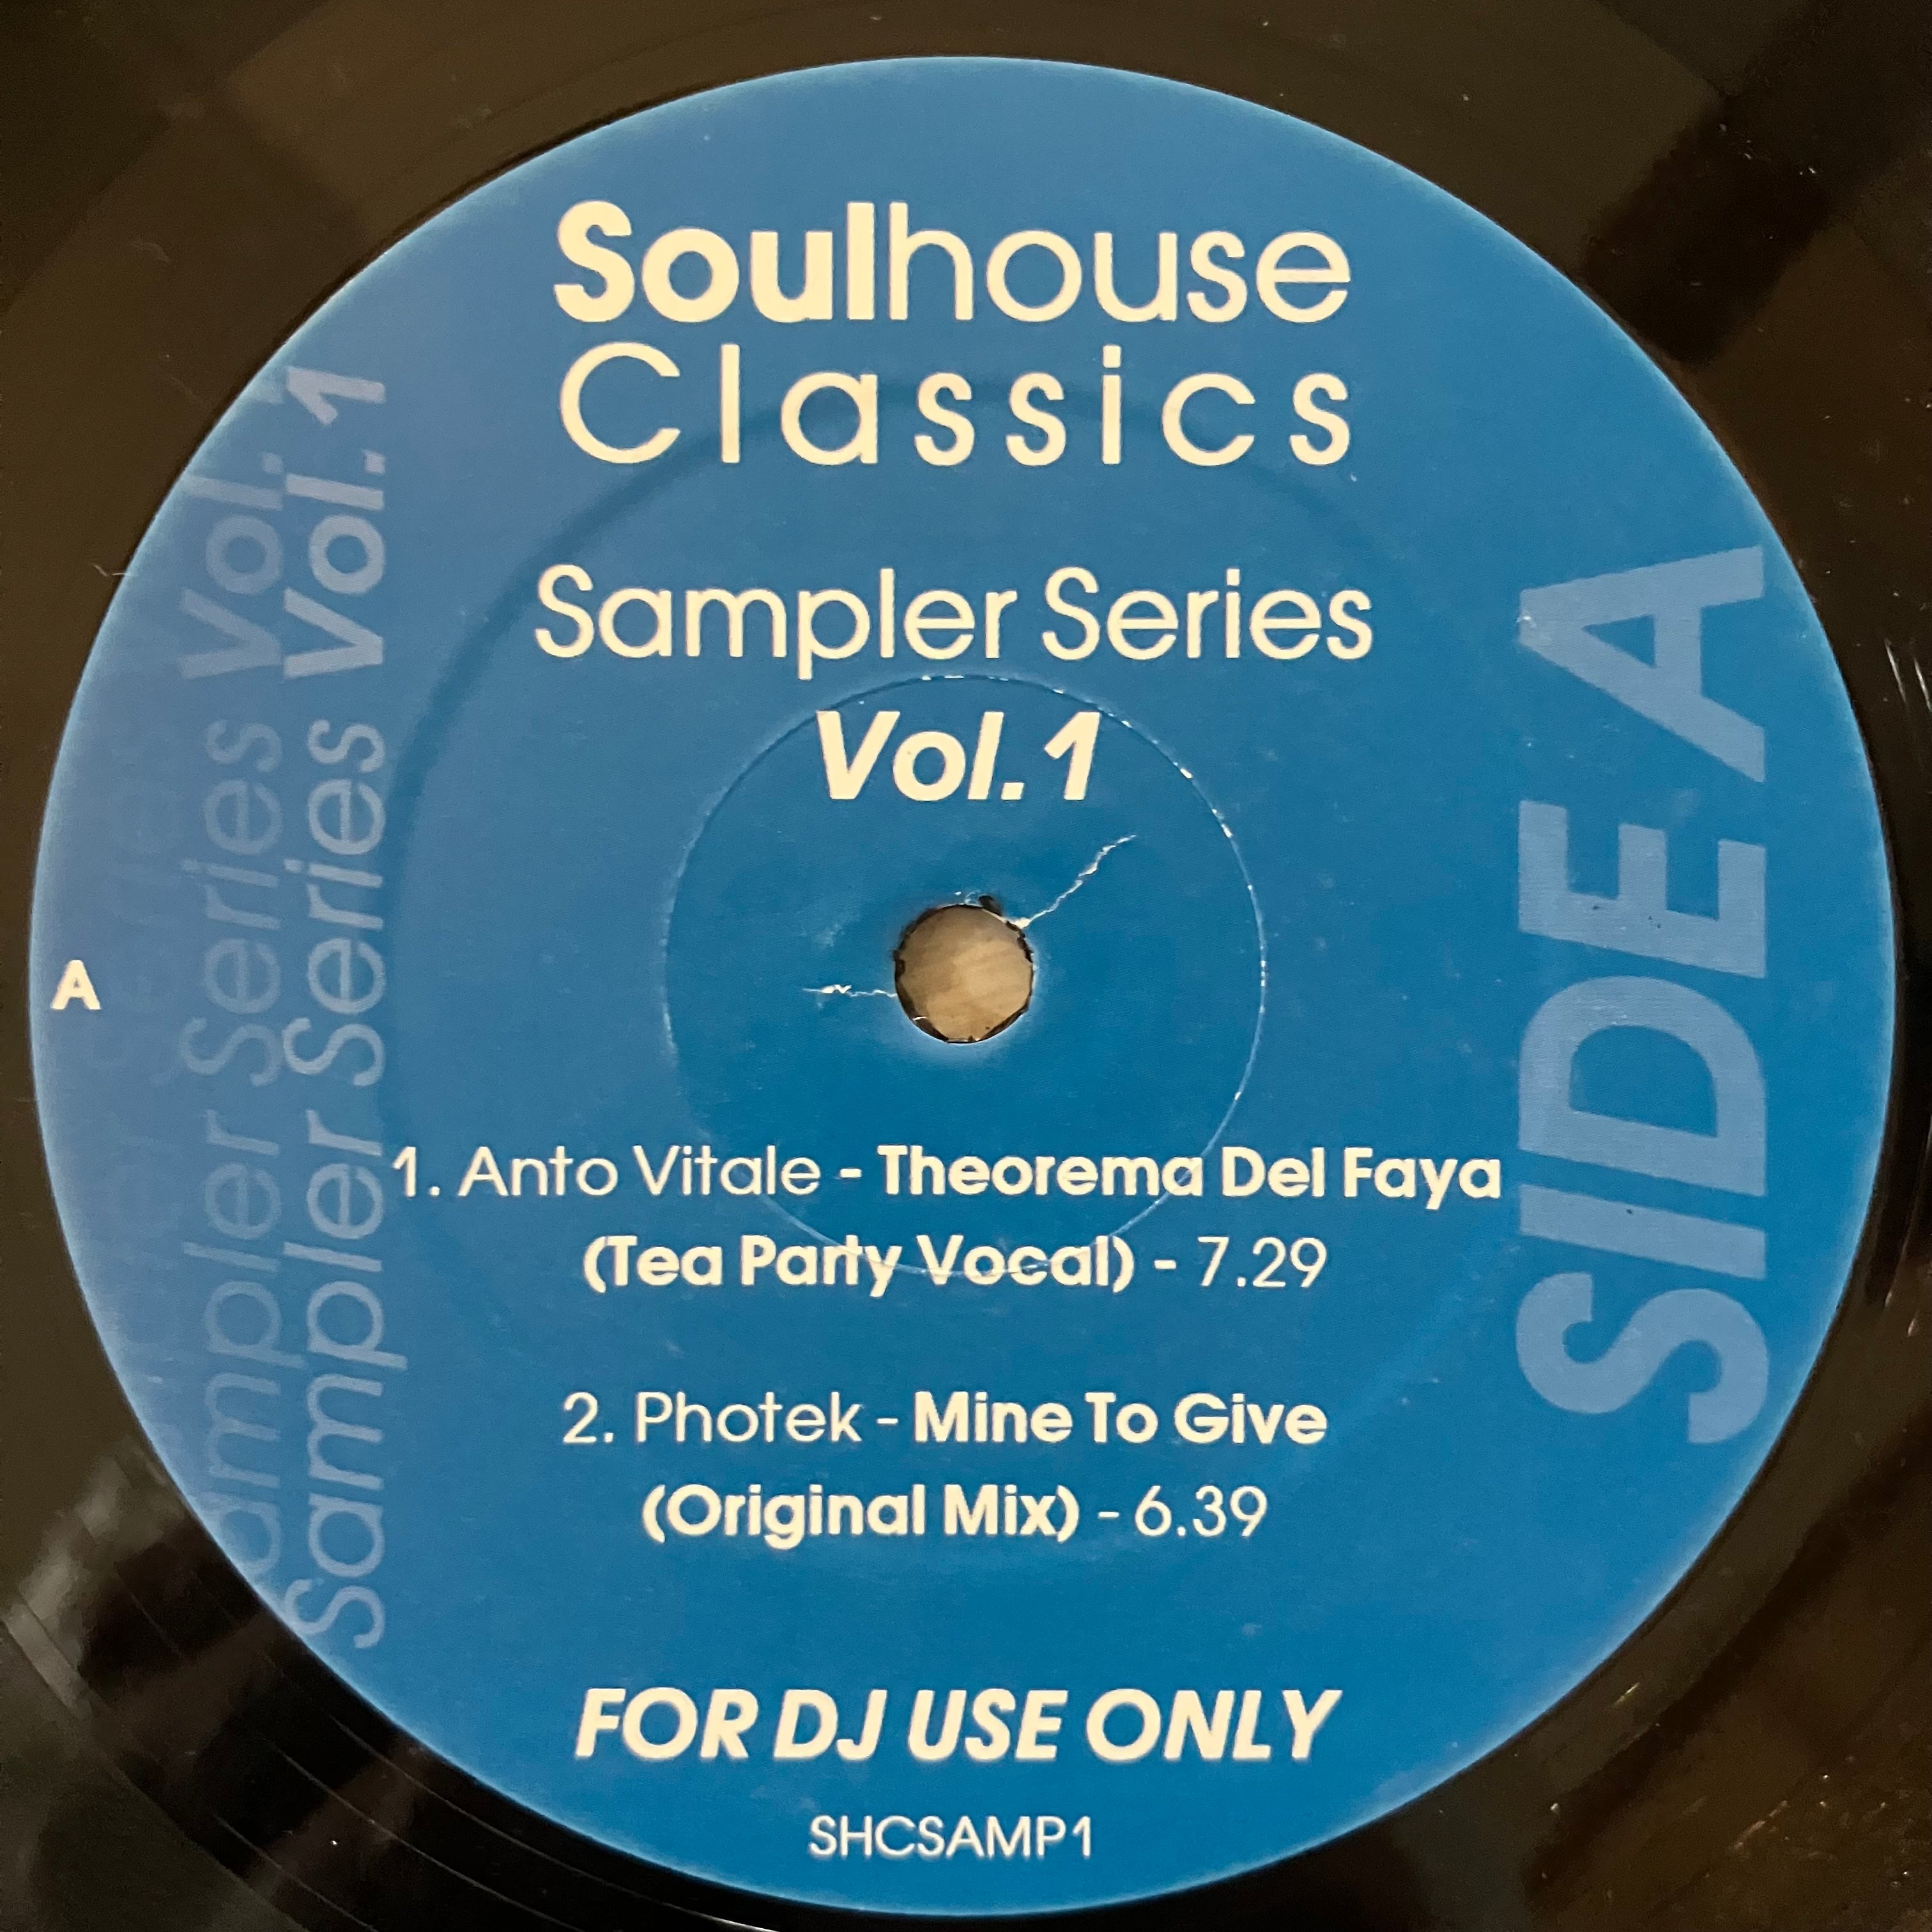 Soulhouse
Classics
Sampler Series
Vol.1
Sampler Series Vol.1
Sampler Series Vol. 1
A
SIDE A
1. Anto Vitale - Theorema Del Faya
(Tea Party Vocal) - 7.29
2. Photek - Mine To Give
(Original Mix) - 6.39
FOR DJ USE ONLY
SHCSAMP1